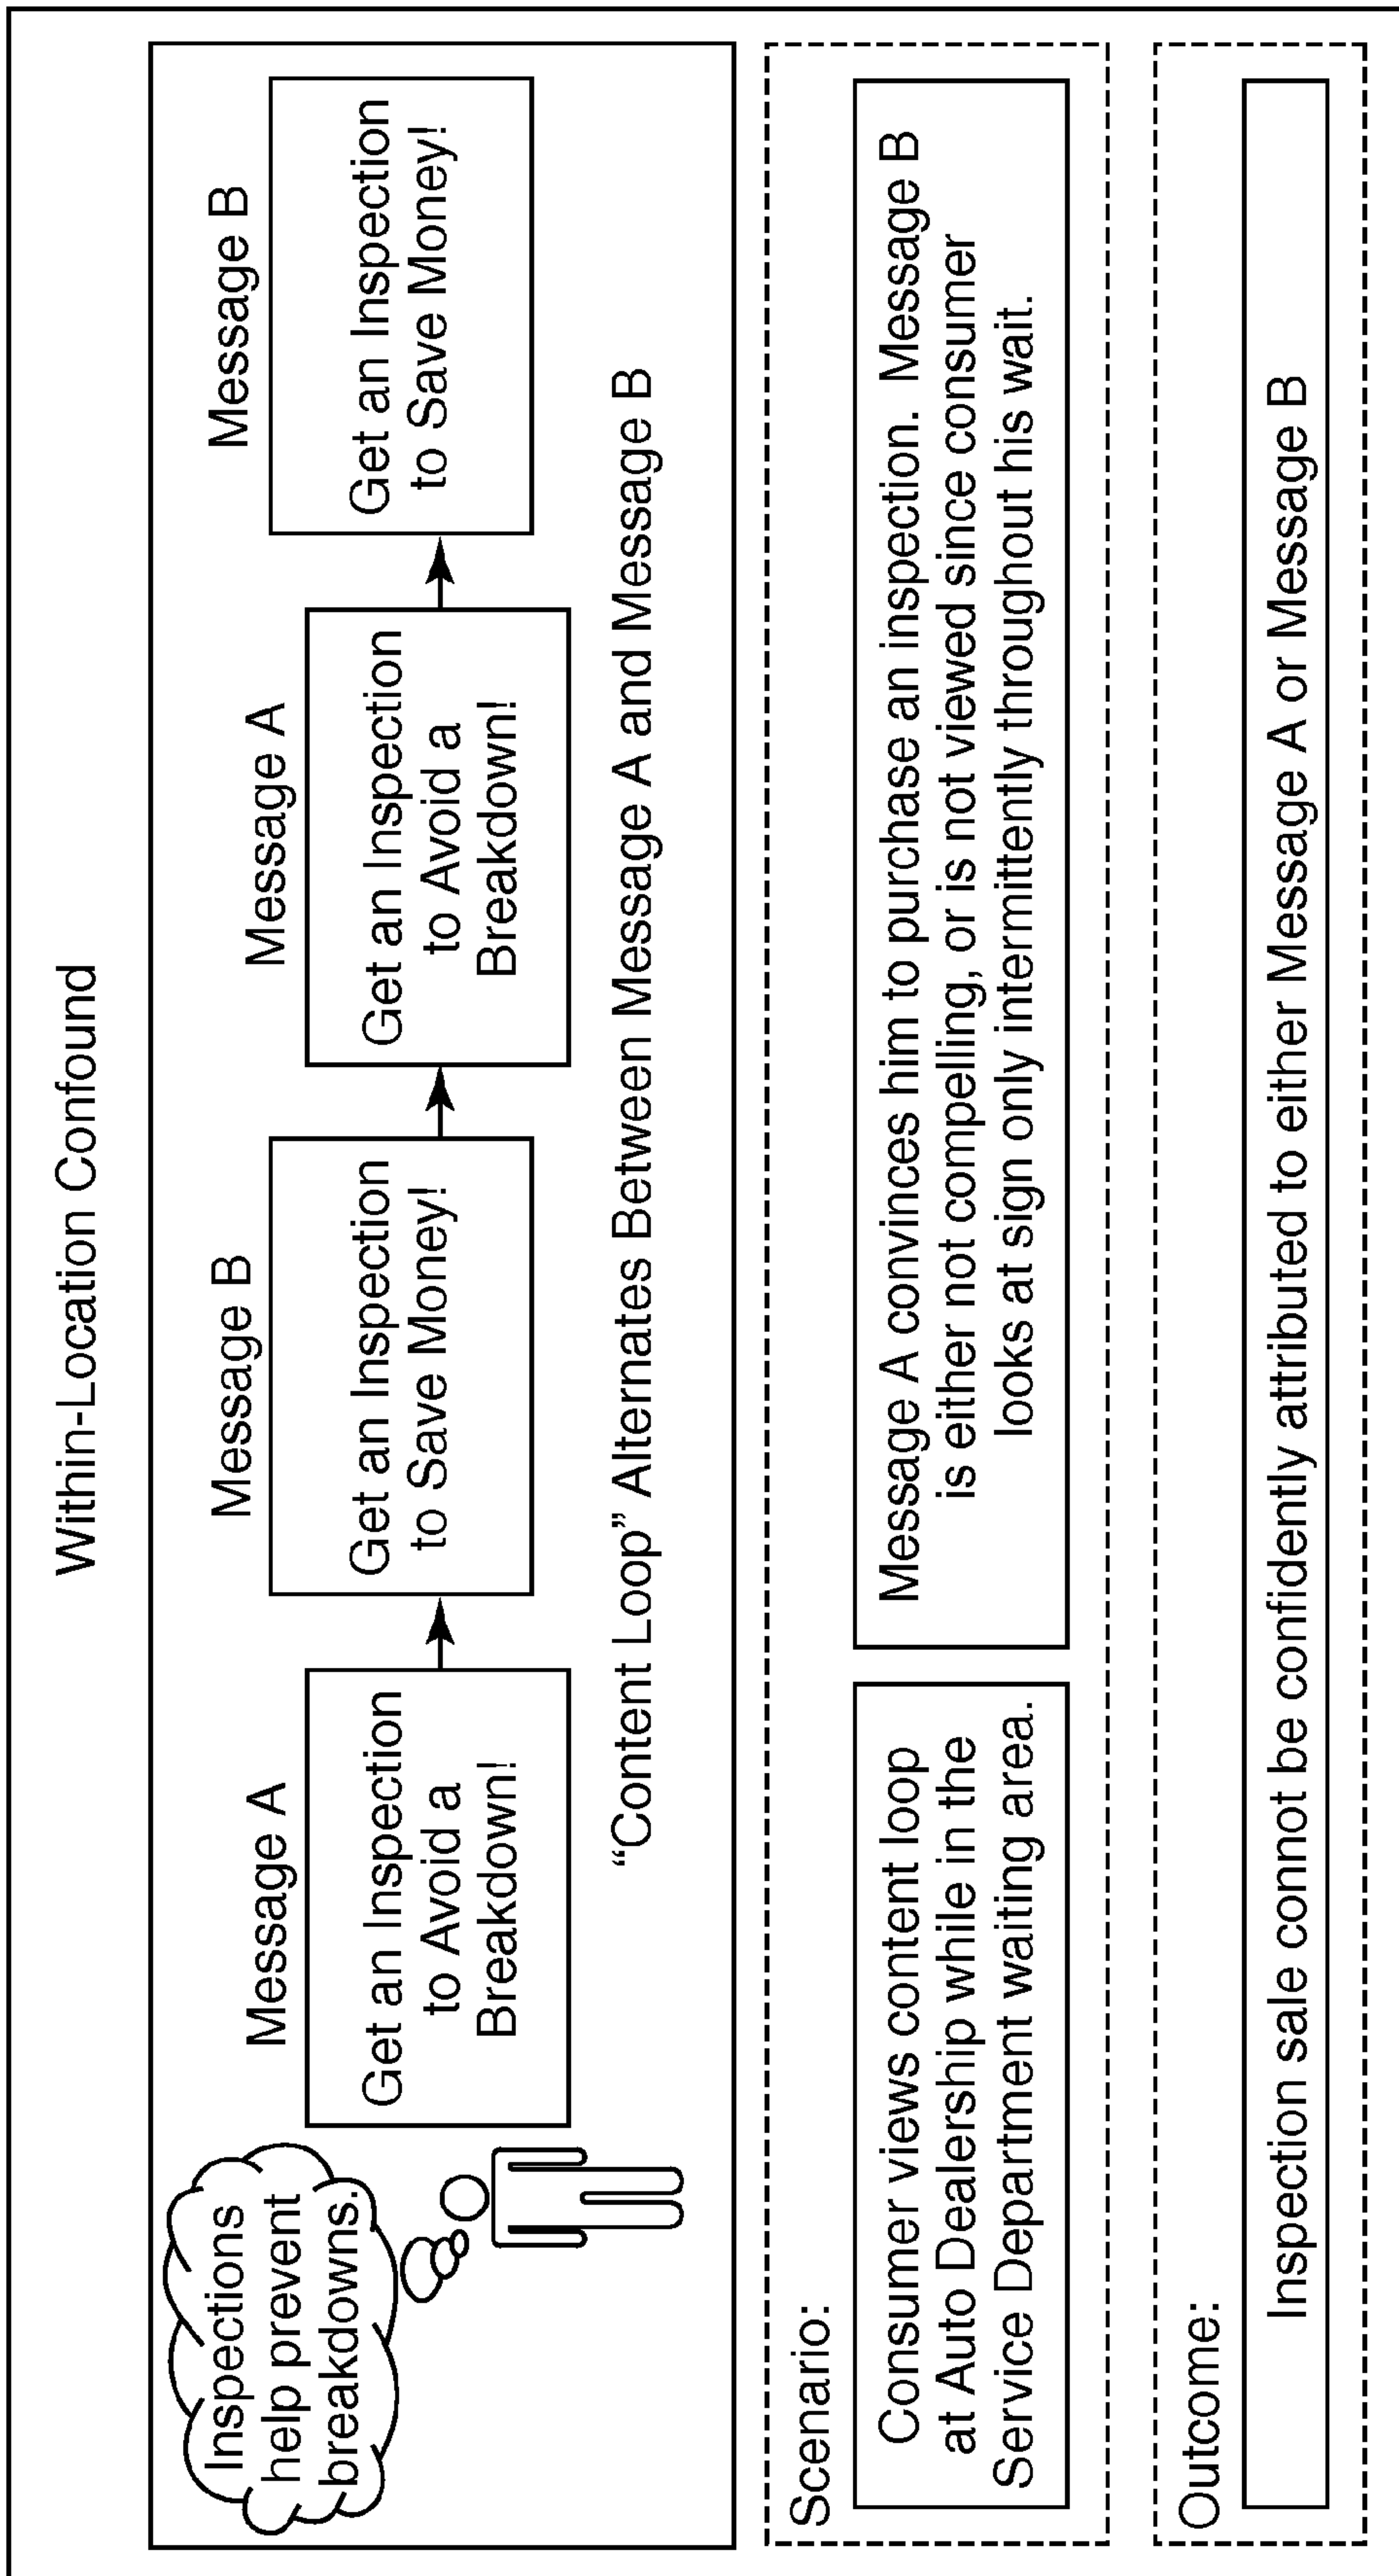 Within-Location Confound
Inspections
help prevent
breakdowns.
Message A
Get an Inspection
to Avoid a
Breakdown!
Message B
Get an Inspection
to Save Money!
Message A
Get an Inspection
to Avoid a
Breakdown!
Message B
Get an Inspection
to Save Money!
“Content Loop” Alternates Between Message A and Message B
Scenario:
Consumer views content loop
at Auto Dealership while in the
Service Department waiting area.
Message A convinces him to purchase an inspection. Message B
is either not compelling, or is not viewed since consumer
looks at sign only intermittently throughout his wait.
Outcome:
Inspection sale connot be confidently attributed to either Message A or Message B